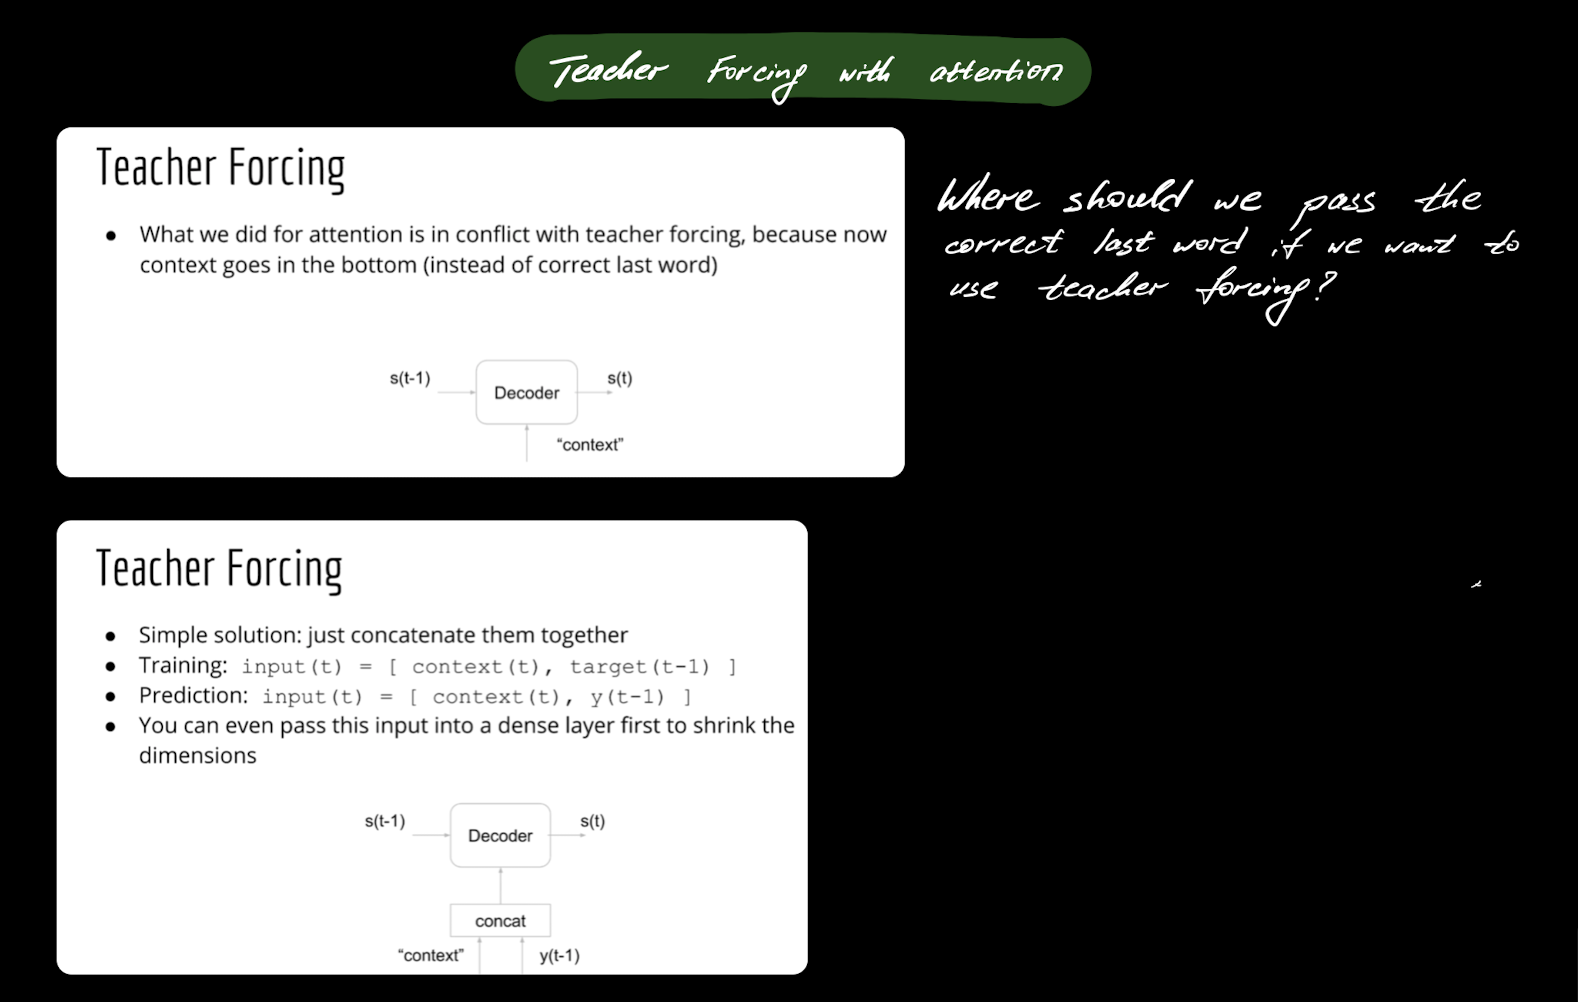 Teacher Forcing with attention
Teacher Forcing
● What we did for attention is in conflict with teacher forcing, because now
context goes in the bottom (instead of correct last word)
s(t-1)
Decoder
s(t)
“context”
Where should we pass the
correct last word if we want to
use teacher forcing?
Teacher Forcing
● Simple solution: just concatenate them together
● Training: input(t) = [ context(t), target(t-1) ]
● Prediction: input(t) = [ context(t), y(t-1) ]
● You can even pass this input into a dense layer first to shrink the
dimensions
s(t-1)
Decoder
s(t)
concat
“context”
y(t-1)